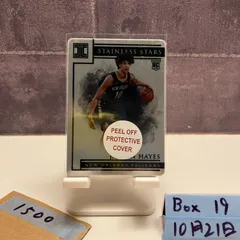 STAINLESS STARS
RC
10
PEEL OFF
PROTECTIVE
COVER
HAYES
NEW ORLEANS PELICANS
1500
Box 19
10月21日